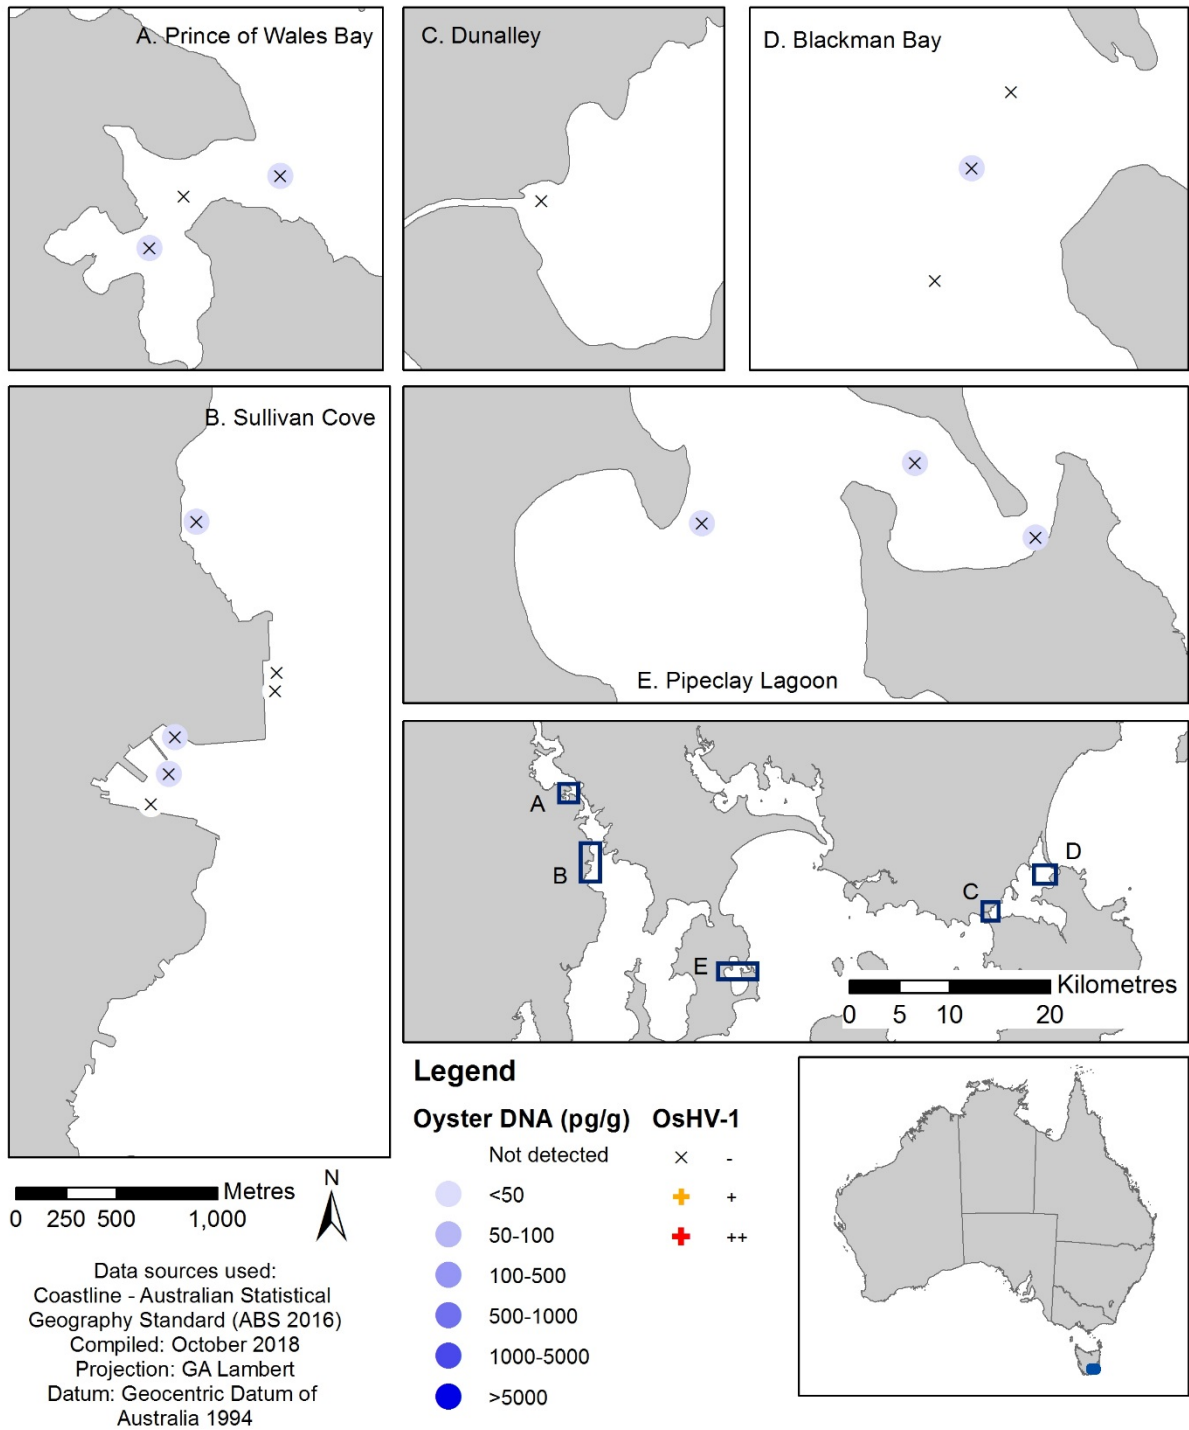 A. Prince of Wales Bay
C. Dunalley
D. Blackman Bay
B. Sullivan Cove
E. Pipeclay Lagoon
A
B
C
D
E
Kilometres
0 5 10 20
Legend
Oyster DNA (pg/g) OsHV-1
Not detected -
<50 +
50-100 ++
100-500
500-1000
1000-5000
>5000
Metres
0 250 500 1,000
N
Data sources used:
Coastline - Australian Statistical
Geography Standard (ABS 2016)
Compiled: October 2018
Projection: GA Lambert
Datum: Geocentric Datum of
Australia 1994